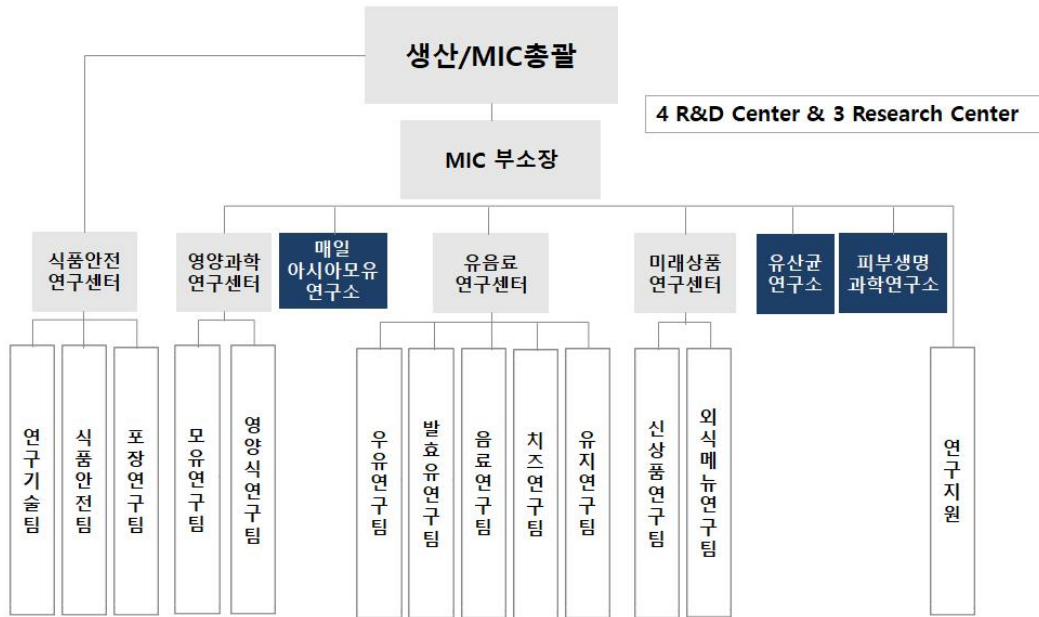 생산/MIC총괄
4 R&D Center & 3 Research Center
MIC 부소장
식품안전
연구센터
영양과학
연구센터
매일
아시아모유
연구소
유음료
연구센터
미래상품
연구센터
유산균
연구소
피부생명
과학연구소
연구기술팀
식품안전팀
포장연구팀
모유연구팀
영양식연구팀
우유연구팀
발효유연구팀
음료연구팀
치즈연구팀
유지연구팀
신상품연구팀
외식메뉴연구팀
연구지원